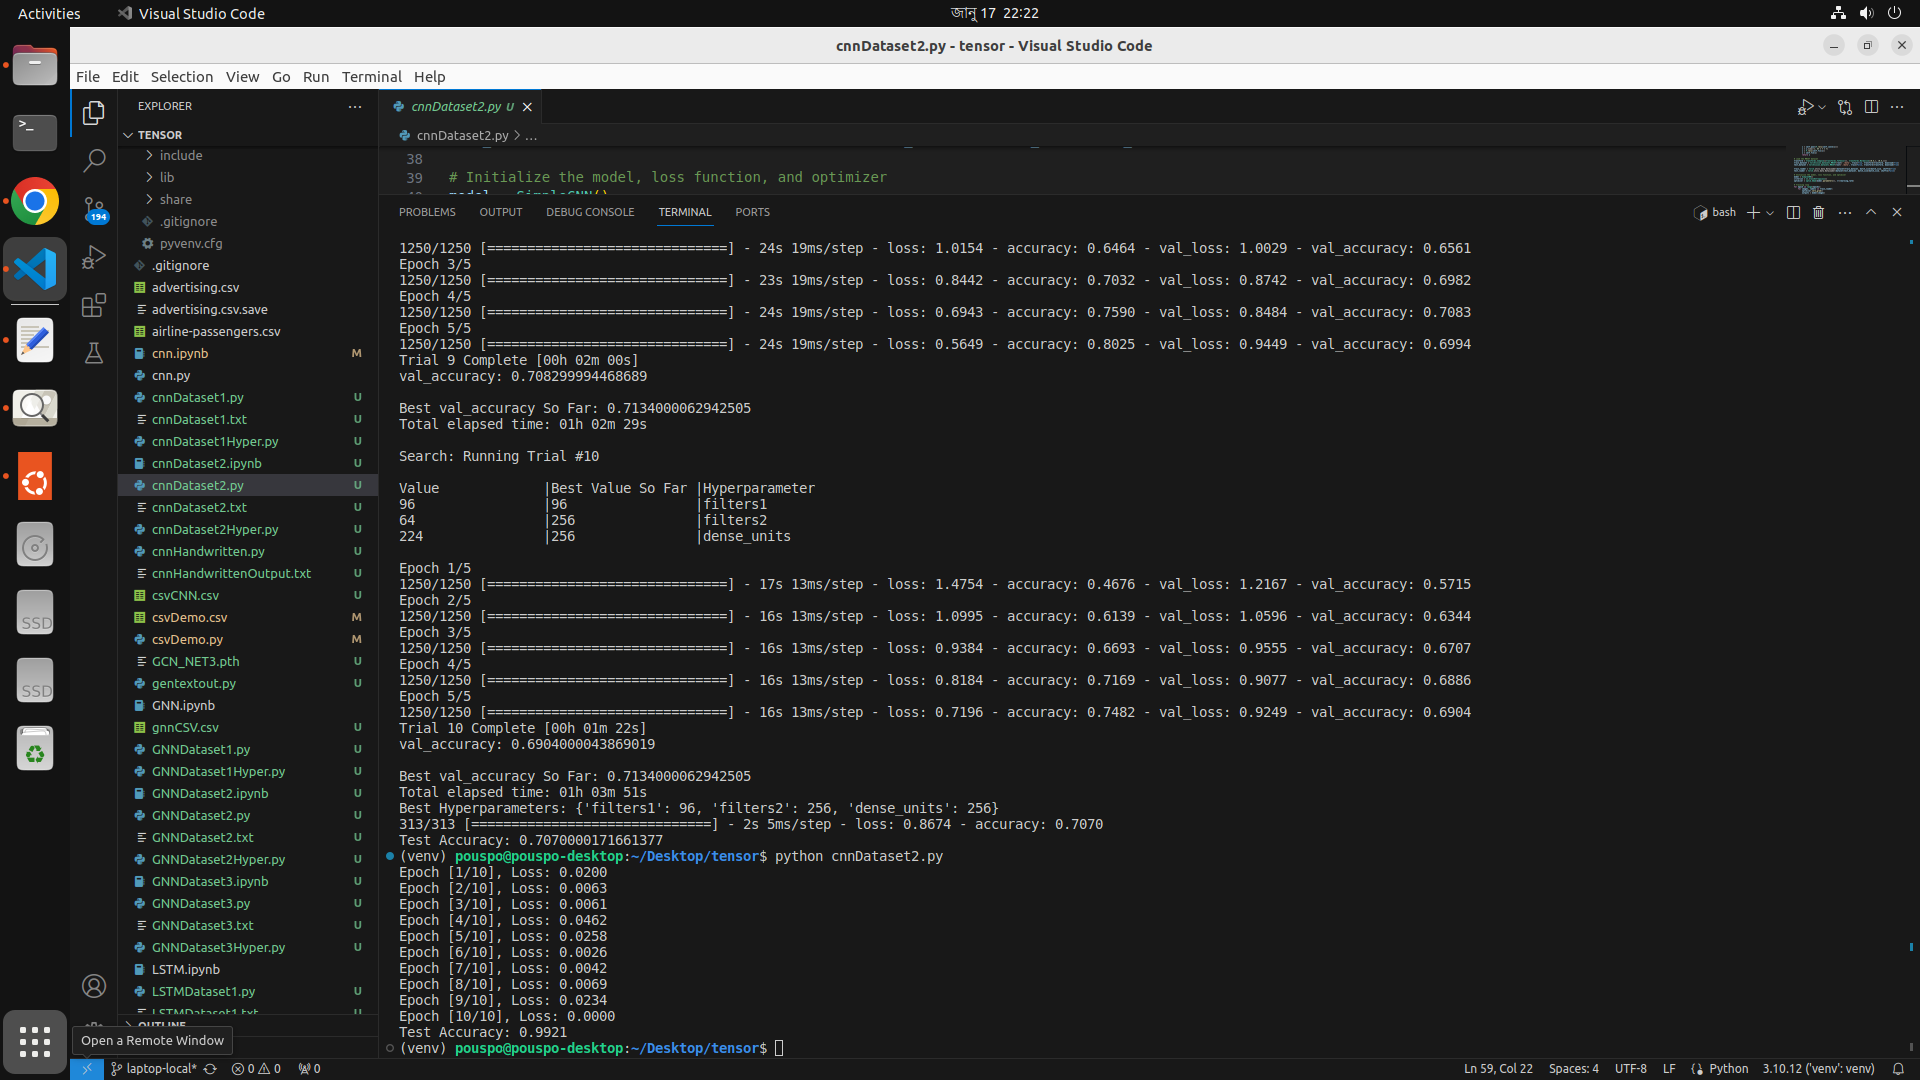 Activities
Visual Studio Code
জানু 17 22:22
cnnDataset2.py - tensor - Visual Studio Code
File Edit Selection View Go Run Terminal Help
EXPLORER
TENSOR
include
lib
share
.gitignore
pyvenv.cfg
.gitignore
advertising.csv
advertising.csv.save
airline-passengers.csv
cnn.ipynb M
cnn.py
cnnDataset1.py U
cnnDataset1.txt U
cnnDataset1Hyper.py U
cnnDataset2.ipynb U
cnnDataset2.py U
cnnDataset2.txt U
cnnDataset2Hyper.py U
cnnHandwritten.py U
cnnHandwrittenOutput.txt U
csvCNN.csv U
csvDemo.csv M
csvDemo.py M
GCN_NET3.pth U
gentextout.py U
GNN.ipynb
gnnCSV.csv U
GNNDataset1.py U
GNNDataset1Hyper.py U
GNNDataset2.ipynb U
GNNDataset2.py U
GNNDataset2.txt U
GNNDataset2Hyper.py U
GNNDataset3.ipynb U
GNNDataset3.py U
GNNDataset3.txt U
GNNDataset3Hyper.py U
LSTM.ipynb
LSTMDataset1.py U
LSTMDataset1.txt U
OUTLINE
Open a Remote Window
194
SSD
SSD
cnnDataset2.py U
cnnDataset2.py > ...
38
39 # Initialize the model, loss function, and optimizer
model = SimpleCNN()
PROBLEMS OUTPUT DEBUG CONSOLE TERMINAL PORTS
bash
1250/1250 [==============================] - 24s 19ms/step - loss: 1.0154 - accuracy: 0.6464 - val_loss: 1.0029 - val_accuracy: 0.6561
Epoch 3/5
1250/1250 [==============================] - 23s 19ms/step - loss: 0.8442 - accuracy: 0.7032 - val_loss: 0.8742 - val_accuracy: 0.6982
Epoch 4/5
1250/1250 [==============================] - 24s 19ms/step - loss: 0.6943 - accuracy: 0.7590 - val_loss: 0.8484 - val_accuracy: 0.7083
Epoch 5/5
1250/1250 [==============================] - 24s 19ms/step - loss: 0.5649 - accuracy: 0.8025 - val_loss: 0.9449 - val_accuracy: 0.6994
Trial 9 Complete [00h 02m 00s]
val_accuracy: 0.708299994468689
Best val_accuracy So Far: 0.7134000062942505
Total elapsed time: 01h 02m 29s
Search: Running Trial #10
Value |Best Value So Far |Hyperparameter
96 |96 |filters1
64 |256 |filters2
224 |256 |dense_units
Epoch 1/5
1250/1250 [==============================] - 17s 13ms/step - loss: 1.4754 - accuracy: 0.4676 - val_loss: 1.2167 - val_accuracy: 0.5715
Epoch 2/5
1250/1250 [==============================] - 16s 13ms/step - loss: 1.0995 - accuracy: 0.6139 - val_loss: 1.0596 - val_accuracy: 0.6344
Epoch 3/5
1250/1250 [==============================] - 16s 13ms/step - loss: 0.9384 - accuracy: 0.6693 - val_loss: 0.9555 - val_accuracy: 0.6707
Epoch 4/5
1250/1250 [==============================] - 16s 13ms/step - loss: 0.8184 - accuracy: 0.7169 - val_loss: 0.9077 - val_accuracy: 0.6886
Epoch 5/5
1250/1250 [==============================] - 16s 13ms/step - loss: 0.7196 - accuracy: 0.7482 - val_loss: 0.9249 - val_accuracy: 0.6904
Trial 10 Complete [00h 01m 22s]
val_accuracy: 0.6904000043869019
Best val_accuracy So Far: 0.7134000062942505
Total elapsed time: 01h 03m 51s
Best Hyperparameters: {'filters1': 96, 'filters2': 256, 'dense_units': 256}
313/313 [==============================] - 2s 5ms/step - loss: 0.8674 - accuracy: 0.7070
Test Accuracy: 0.7070000171661377
(venv) pouspo@pouspo-desktop:~/Desktop/tensor$ python cnnDataset2.py
Epoch [1/10], Loss: 0.0200
Epoch [2/10], Loss: 0.0063
Epoch [3/10], Loss: 0.0061
Epoch [4/10], Loss: 0.0462
Epoch [5/10], Loss: 0.0258
Epoch [6/10], Loss: 0.0026
Epoch [7/10], Loss: 0.0042
Epoch [8/10], Loss: 0.0069
Epoch [9/10], Loss: 0.0234
Epoch [10/10], Loss: 0.0000
Test Accuracy: 0.9921
(venv) pouspo@pouspo-desktop:~/Desktop/tensor$
laptop-local* 0 0 0
Ln 59, Col 22 Spaces: 4 UTF-8 LF Python 3.10.12 ('venv': venv)